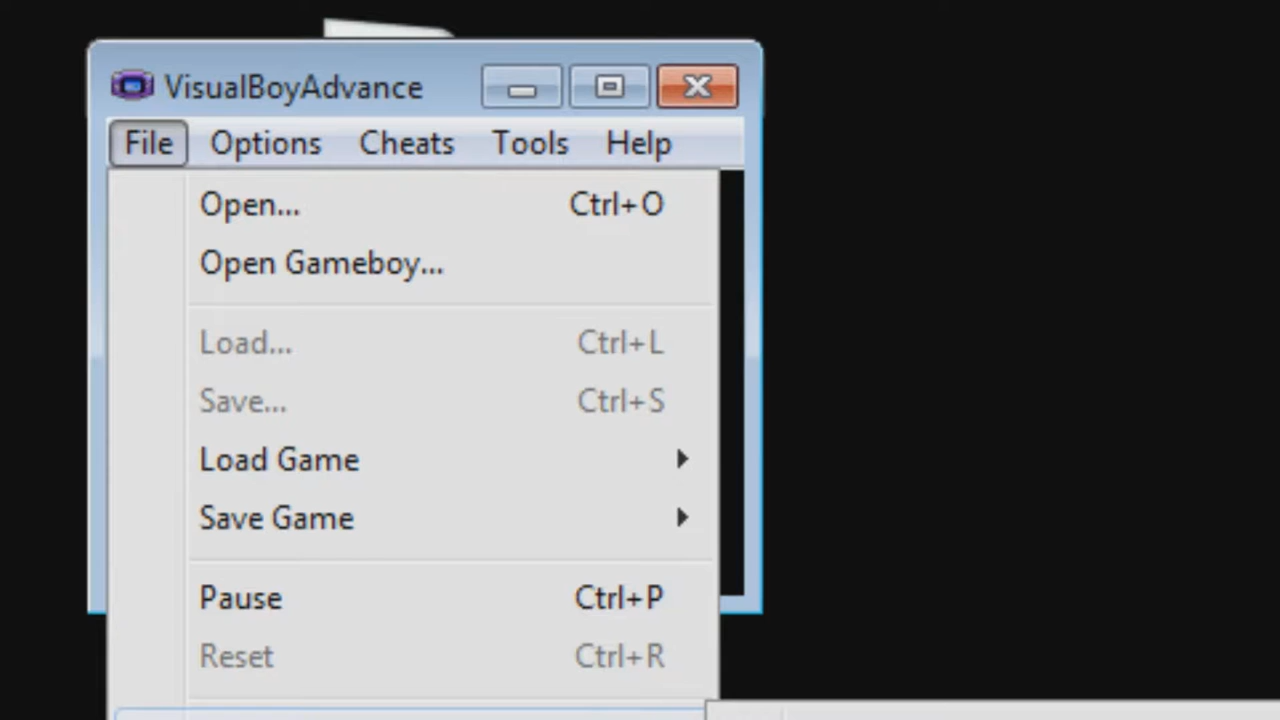 VisualBoyAdvance
File Options Cheats Tools Help
Open... Ctrl+O
Open Gameboy...
Load... Ctrl+L
Save... Ctrl+S
Load Game
Save Game
Pause Ctrl+P
Reset Ctrl+R